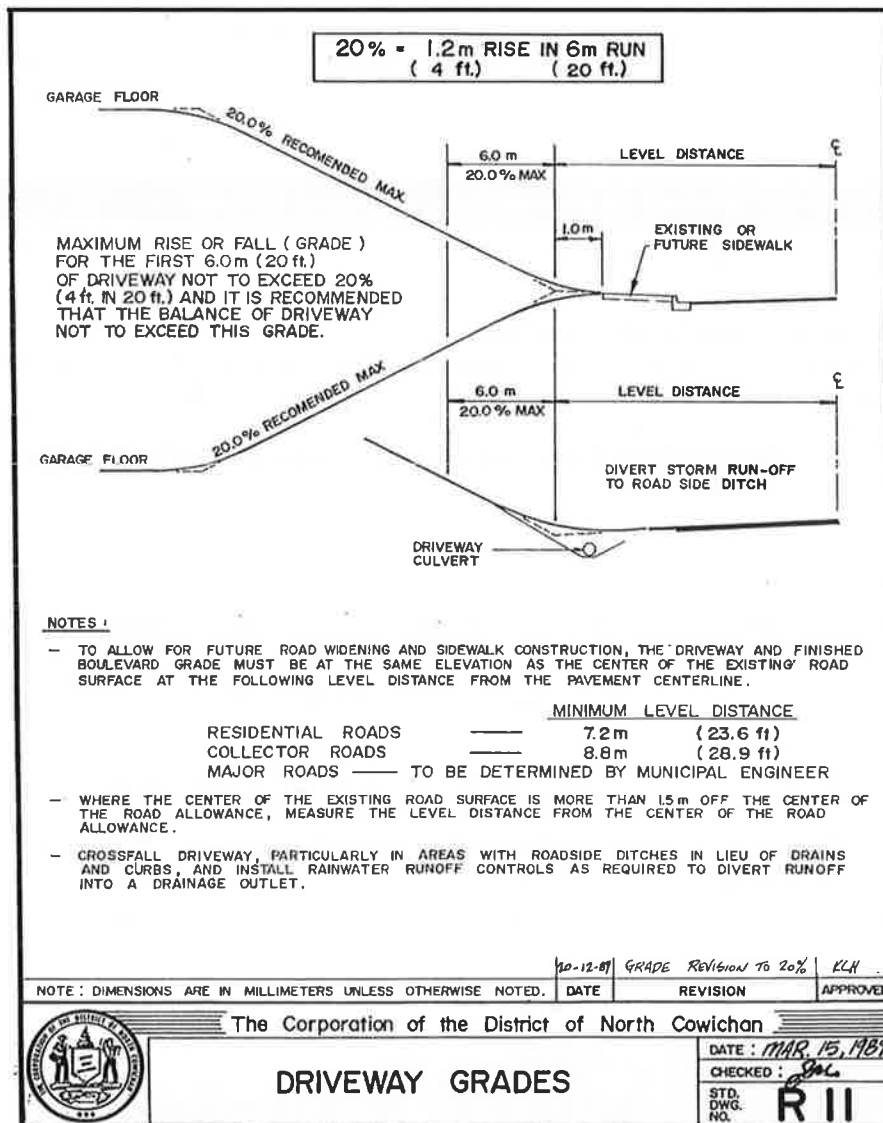 20% = 1.2m RISE IN 6m RUN
( 4 ft.) ( 20 ft.)
GARAGE FLOOR
20.0% RECOMENDED MAX.
6.0 m
20.0% MAX
LEVEL DISTANCE
℄
1.0m
EXISTING OR
FUTURE SIDEWALK
MAXIMUM RISE OR FALL ( GRADE )
FOR THE FIRST 6.0m (20 ft.)
OF DRIVEWAY NOT TO EXCEED 20%
(4 ft. IN 20 ft.) AND IT IS RECOMMENDED
THAT THE BALANCE OF DRIVEWAY
NOT TO EXCEED THIS GRADE.
20.0% RECOMENDED MAX
6.0 m
20.0% MAX
LEVEL DISTANCE
℄
GARAGE FLOOR
DIVERT STORM RUN-OFF
TO ROAD SIDE DITCH
DRIVEWAY
CULVERT
NOTES :
— TO ALLOW FOR FUTURE ROAD WIDENING AND SIDEWALK CONSTRUCTION, THE DRIVEWAY AND FINISHED
BOULEVARD GRADE MUST BE AT THE SAME ELEVATION AS THE CENTER OF THE EXISTING ROAD
SURFACE AT THE FOLLOWING LEVEL DISTANCE FROM THE PAVEMENT CENTERLINE.
MINIMUM LEVEL DISTANCE
RESIDENTIAL ROADS — 7.2m (23.6 ft)
COLLECTOR ROADS — 8.8m (28.9 ft)
MAJOR ROADS — TO BE DETERMINED BY MUNICIPAL ENGINEER
— WHERE THE CENTER OF THE EXISTING ROAD SURFACE IS MORE THAN 1.5m OFF THE CENTER OF
THE ROAD ALLOWANCE, MEASURE THE LEVEL DISTANCE FROM THE CENTER OF THE ROAD
ALLOWANCE.
— CROSSFALL DRIVEWAY, PARTICULARLY IN AREAS WITH ROADSIDE DITCHES IN LIEU OF DRAINS
AND CURBS, AND INSTALL RAINWATER RUNOFF CONTROLS AS REQUIRED TO DIVERT RUNOFF
INTO A DRAINAGE OUTLET.
20-12-89 GRADE REVISION TO 20% KLH
NOTE : DIMENSIONS ARE IN MILLIMETERS UNLESS OTHERWISE NOTED. DATE REVISION APPROVED
The Corporation of the District of North Cowichan
DRIVEWAY GRADES
DATE : MAR. 15, 1989
CHECKED :
STD.
DWG.
NO.
R 11